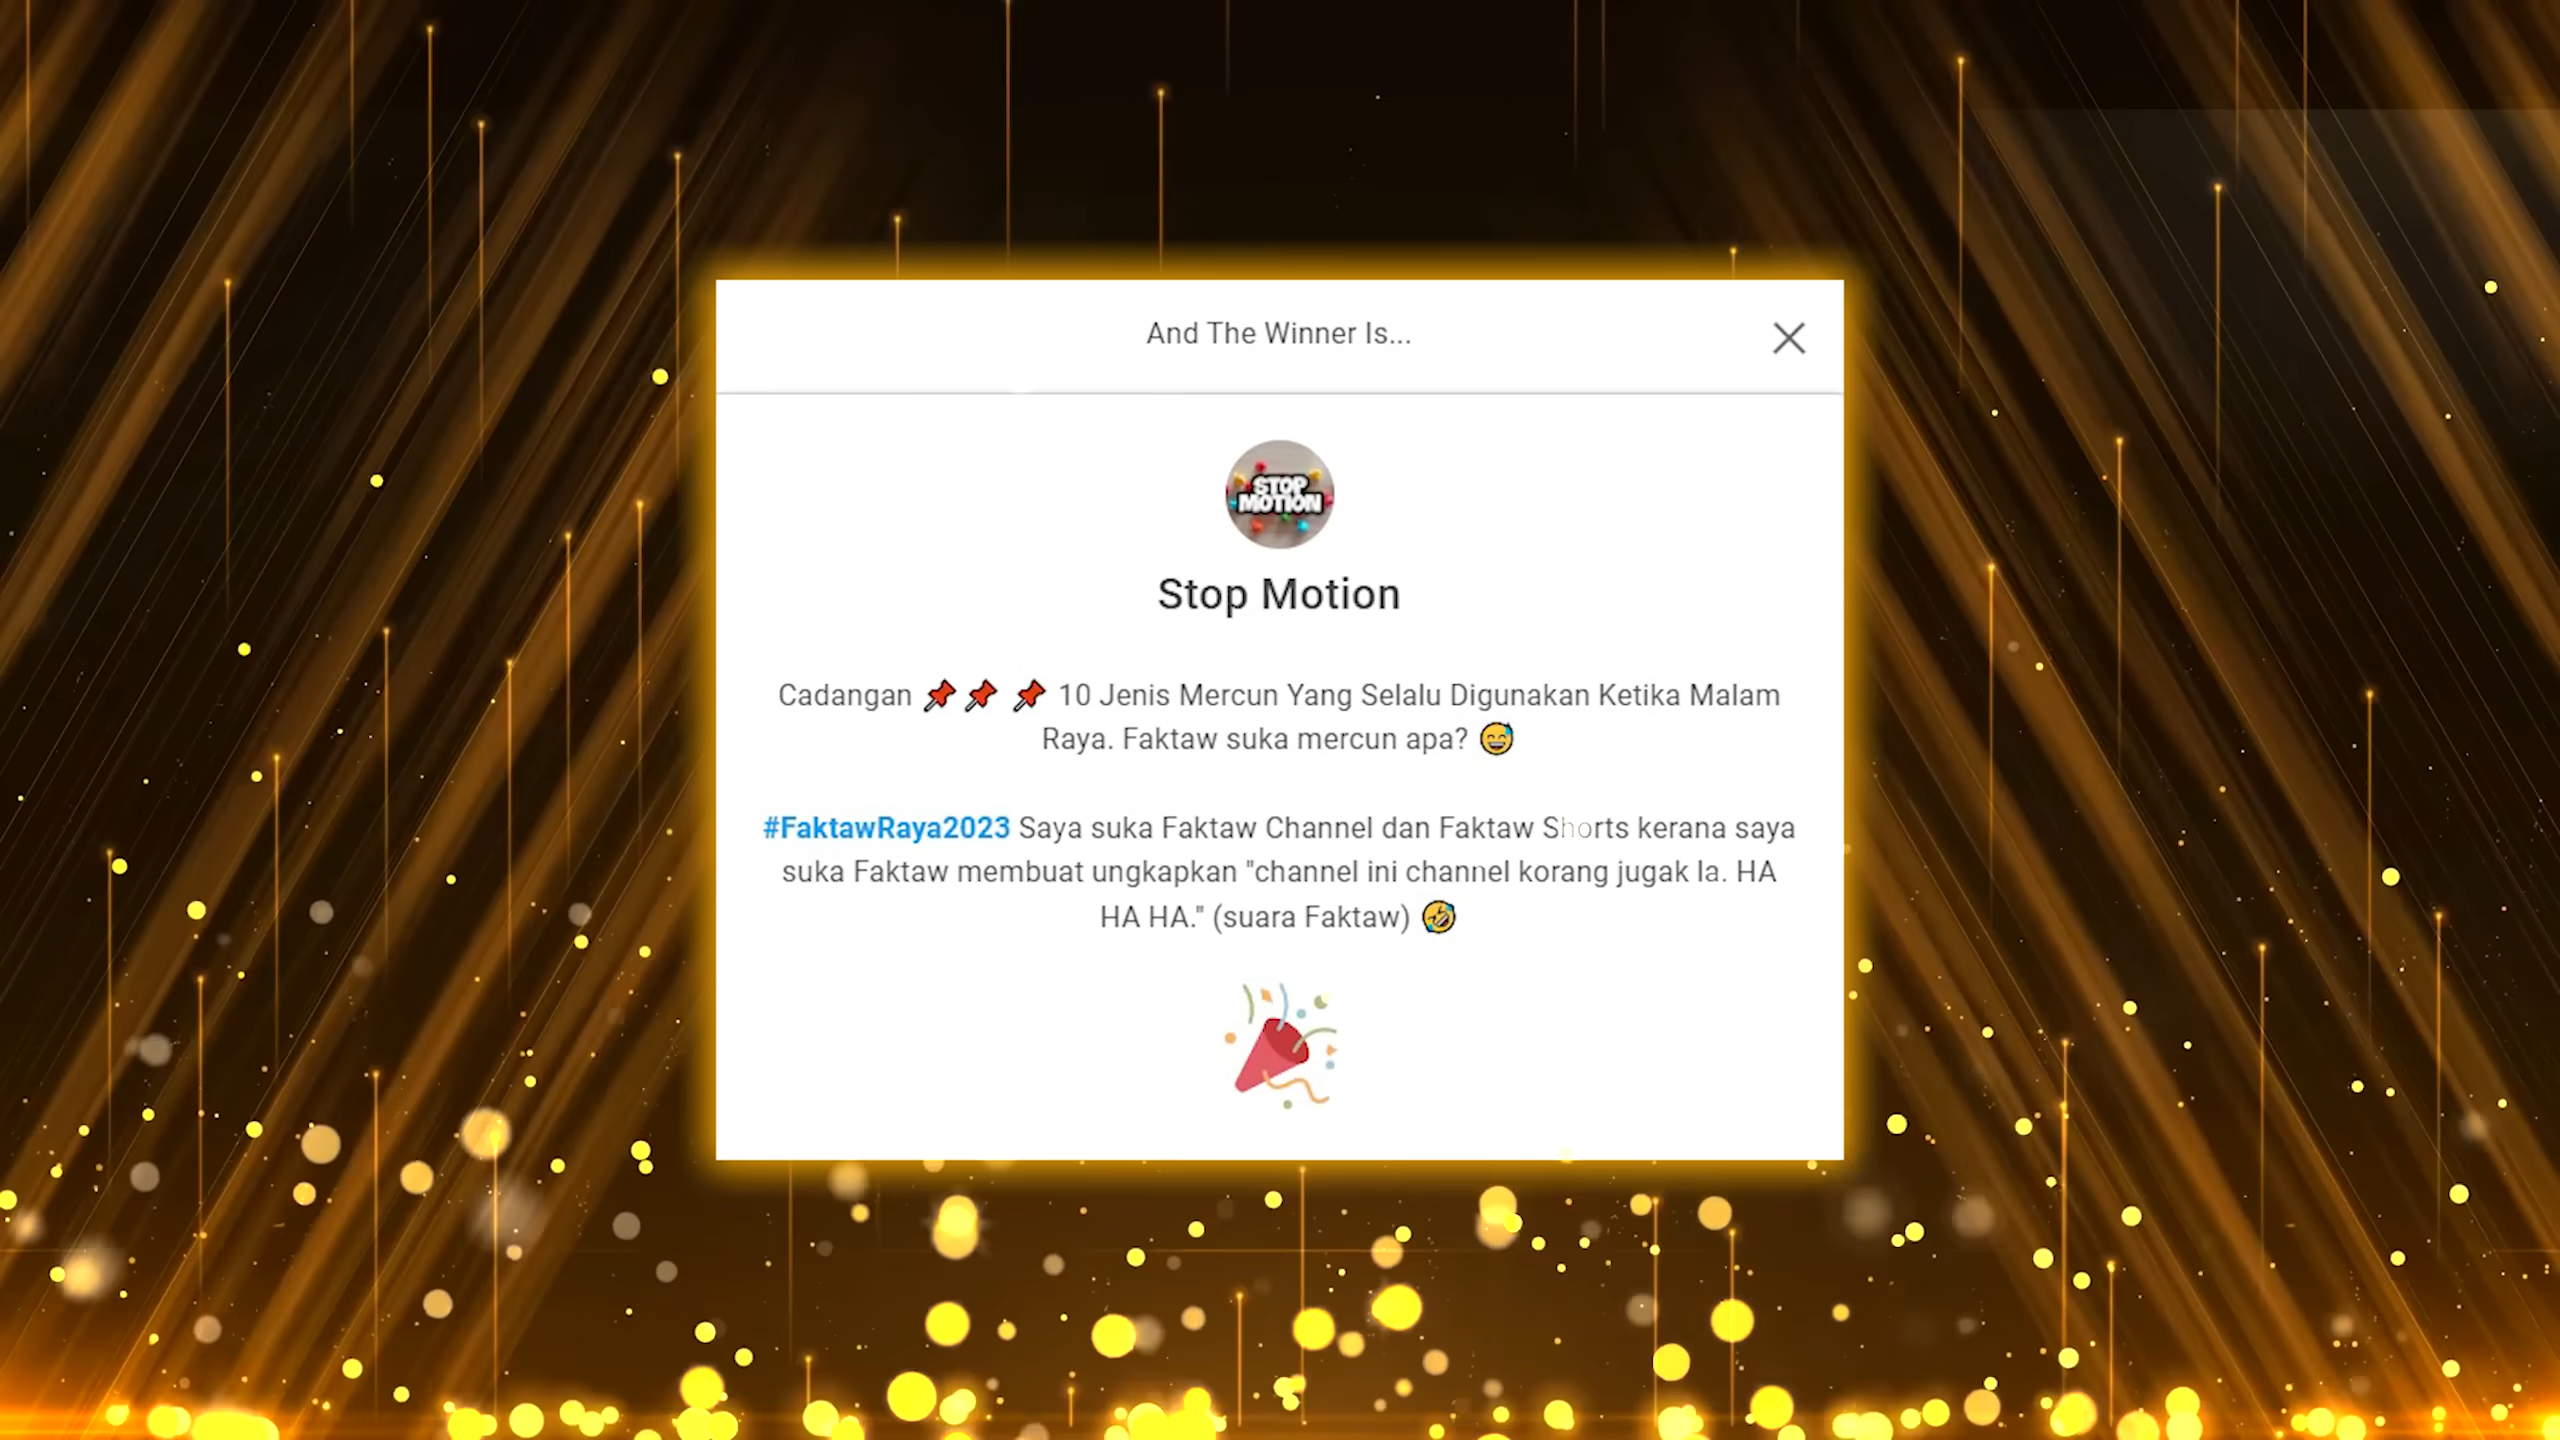 And The Winner Is...
STOP
MOTION
Stop Motion
Cadangan 📌📌 📌 10 Jenis Mercun Yang Selalu Digunakan Ketika Malam
Raya. Faktaw suka mercun apa? 😅
#FaktawRaya2023 Saya suka Faktaw Channel dan Faktaw Shorts kerana saya
suka Faktaw membuat ungkapkan "channel ini channel korang jugak la. HA
HA HA." (suara Faktaw) 🤣